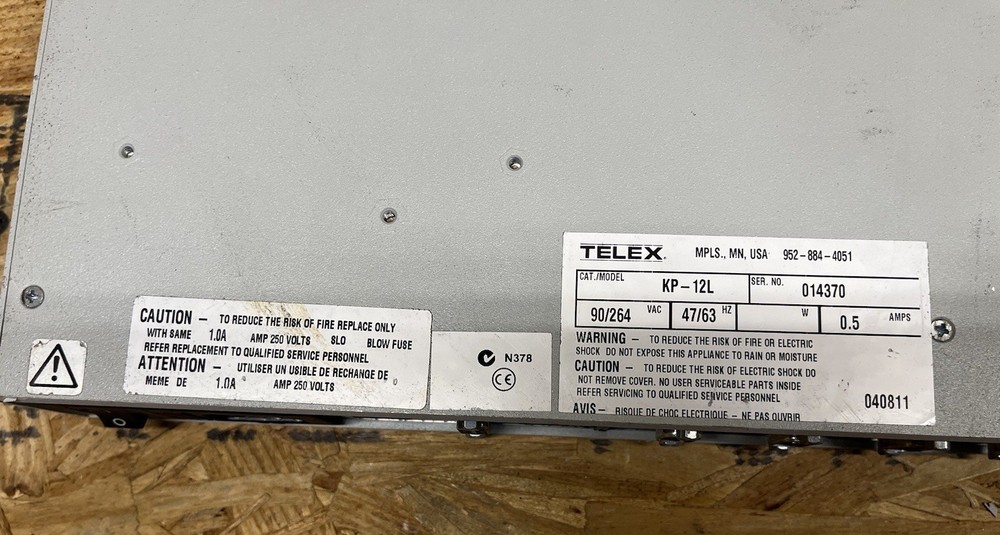 CAUTION – TO REDUCE THE RISK OF FIRE REPLACE ONLY
WITH SAME 1.0A AMP 250 VOLTS SLO BLOW FUSE
REFER REPLACEMENT TO QUALIFIED SERVICE PERSONNEL
ATTENTION – UTILISER UN USIBLE DE RECHANGE DE
MEME DE 1.0A AMP 250 VOLTS
N378
CE
TELEX. MPLS., MN, USA 952-884-4051
CAT./MODEL KP-12L SERIAL NO. 014370
90/264 VAC 47/63 HZ W 0.5 AMPS
WARNING – TO REDUCE THE RISK OF FIRE OR ELECTRIC
SHOCK DO NOT EXPOSE THIS APPLIANCE TO RAIN OR MOISTURE
CAUTION – TO REDUCE THE RISK OF ELECTRIC SHOCK DO
NOT REMOVE COVER. NO USER SERVICEABLE PARTS INSIDE
REFER SERVICING TO QUALIFIED SERVICE PERSONNEL
040811
AVIS– RISQUE DE CHOC ELECTRIQUE – NE PAS OUVRIR